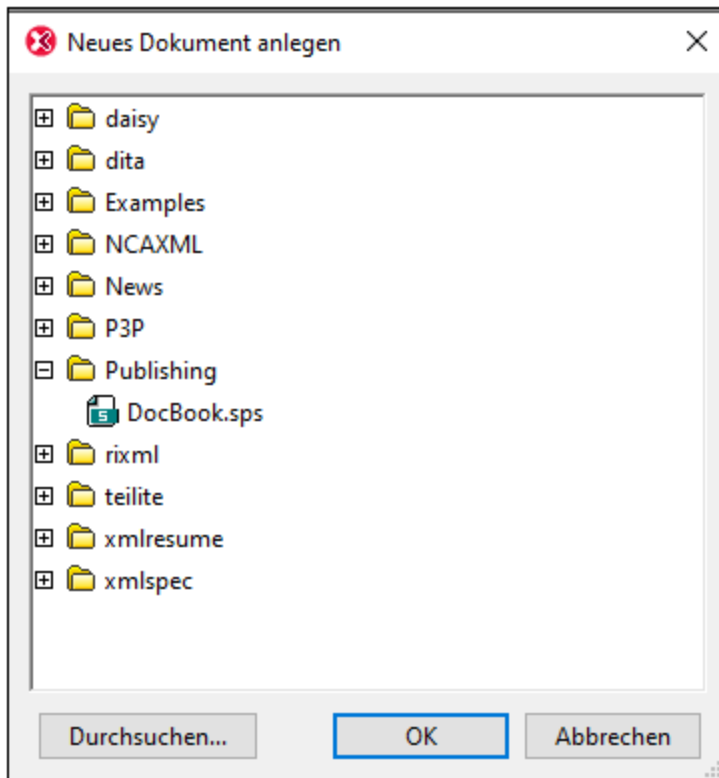 Neues Dokument anlegen
daisy
dita
Examples
NCAXML
News
P3P
Publishing
DocBook.sps
rixml
teilite
xmlresume
xmlspec
Durchsuchen... OK Abbrechen